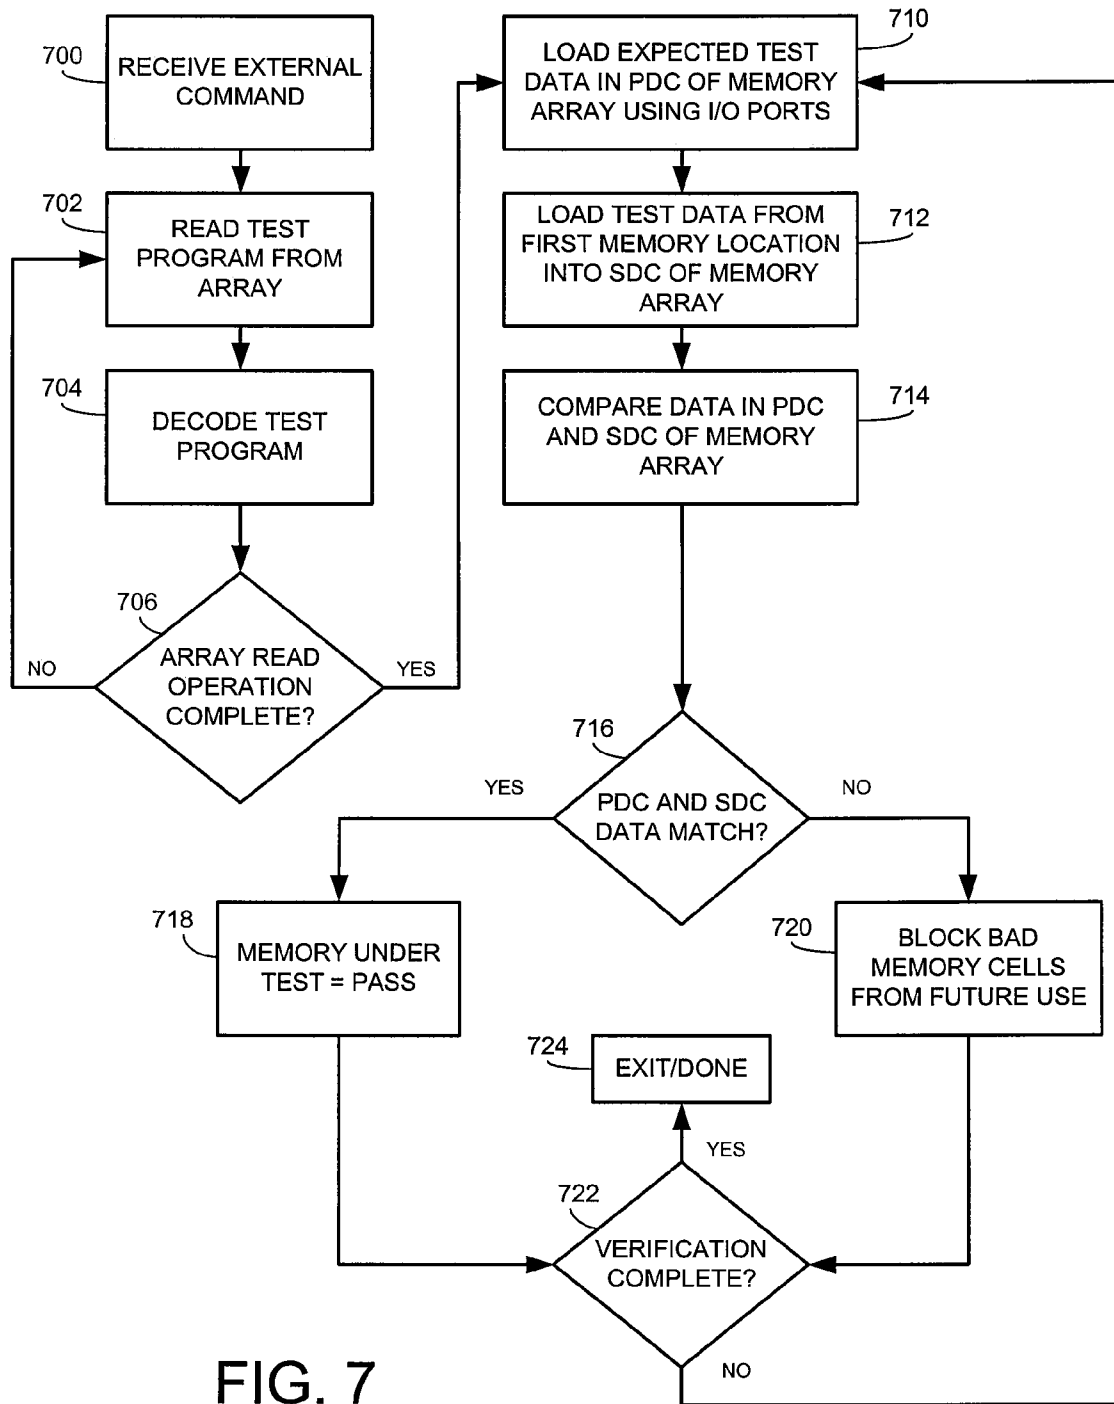 700
RECEIVE EXTERNAL
COMMAND
702
READ TEST
PROGRAM FROM
ARRAY
704
DECODE TEST
PROGRAM
706
ARRAY READ
OPERATION
COMPLETE?
NO
YES
710
LOAD EXPECTED TEST
DATA IN PDC OF MEMORY
ARRAY USING I/O PORTS
712
LOAD TEST DATA FROM
FIRST MEMORY LOCATION
INTO SDC OF MEMORY
ARRAY
714
COMPARE DATA IN PDC
AND SDC OF MEMORY
ARRAY
716
PDC AND SDC
DATA MATCH?
YES
NO
718
MEMORY UNDER
TEST = PASS
720
BLOCK BAD
MEMORY CELLS
FROM FUTURE USE
724
EXIT/DONE
YES
722
VERIFICATION
COMPLETE?
NO
FIG. 7